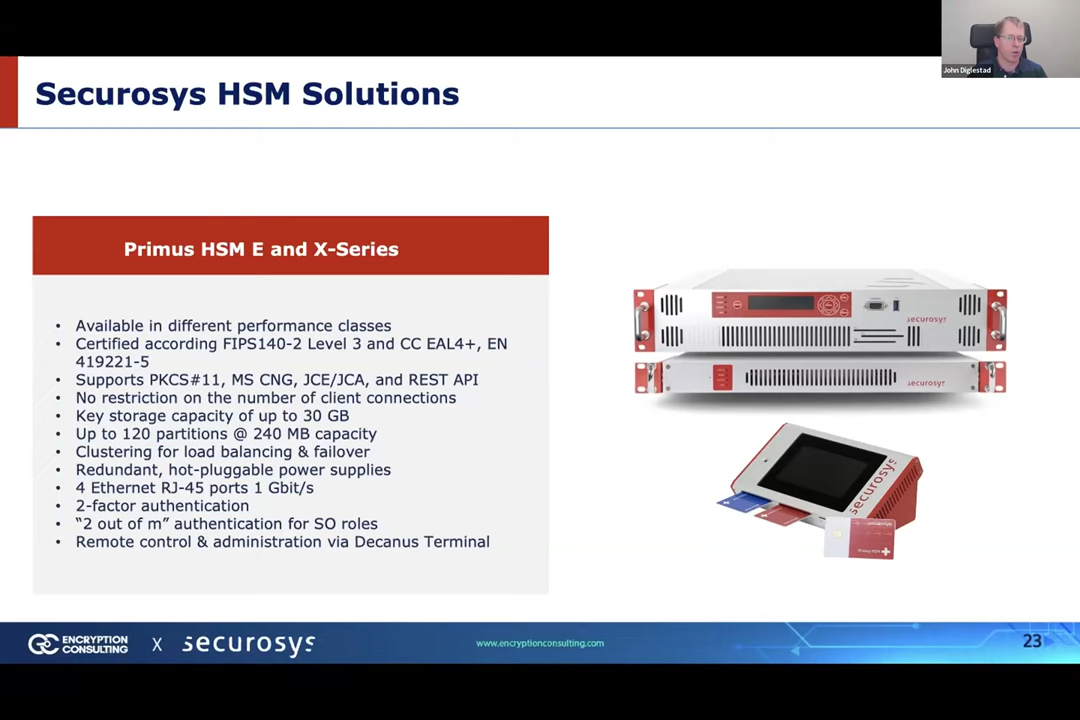 John Diglestad
Securosys HSM Solutions
Primus HSM E and X-Series
• Available in different performance classes
• Certified according FIPS140-2 Level 3 and CC EAL4+, EN
419221-5
• Supports PKCS#11, MS CNG, JCE/JCA, and REST API
• No restriction on the number of client connections
• Key storage capacity of up to 30 GB
• Up to 120 partitions @ 240 MB capacity
• Clustering for load balancing & failover
• Redundant, hot-pluggable power supplies
• 4 Ethernet RJ-45 ports 1 Gbit/s
• 2-factor authentication
• “2 out of m” authentication for SO roles
• Remote control & administration via Decanus Terminal
securosys
securosys
securosys
ENCRYPTION
CONSULTING
X
securosys
www.encryptionconsulting.com
23